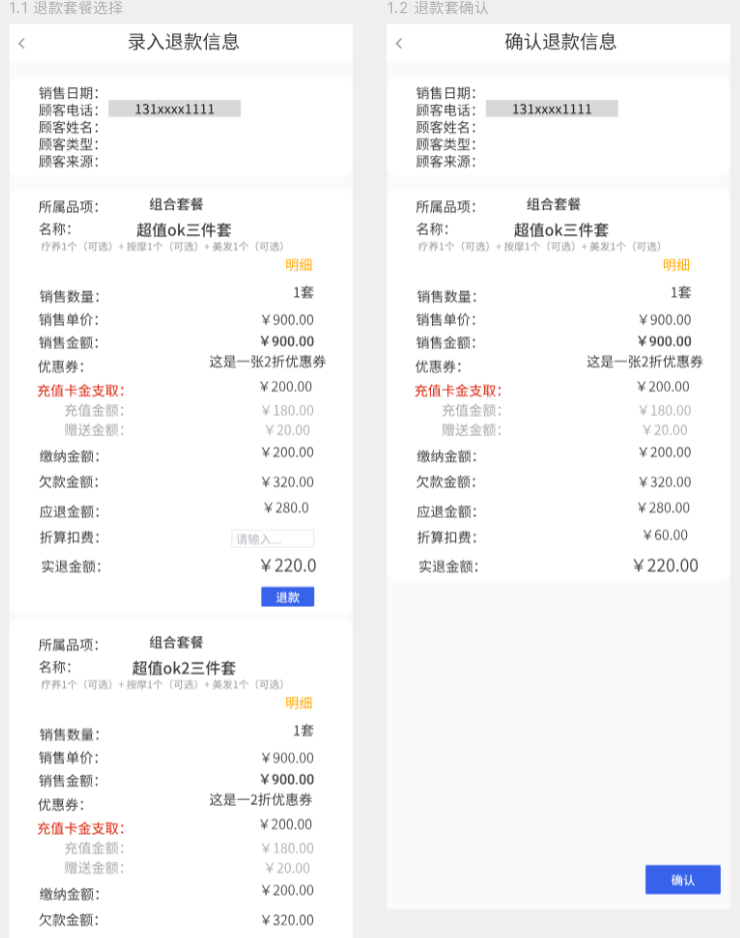 1.1 退款套餐选择
录入退款信息
销售日期：
顾客电话： 131xxxx1111
顾客姓名：
顾客类型：
顾客来源：
所属品项： 组合套餐
名称： 超值ok三件套
疗养1个（可选）+ 按摩1个（可选）+ 美发1个（可选）
明细
销售数量： 1套
销售单价： ￥900.00
销售金额： ￥900.00
优惠券： 这是一张2折优惠券
充值卡金支取： ￥200.00
充值金额： ￥180.00
赠送金额： ￥20.00
缴纳金额： ￥200.00
欠款金额： ￥320.00
应退金额： ￥280.0
折算扣费： 请输入...
实退金额： ￥220.0
退款
所属品项： 组合套餐
名称： 超值ok2三件套
疗养1个（可选）+ 按摩1个（可选）+ 美发1个（可选）
明细
销售数量： 1套
销售单价： ￥900.00
销售金额： ￥900.00
优惠券： 这是一2折优惠券
充值卡金支取： ￥200.00
充值金额： ￥180.00
赠送金额： ￥20.00
缴纳金额： ￥200.00
欠款金额： ￥320.00
1.2 退款套确认
确认退款信息
销售日期：
顾客电话： 131xxxx1111
顾客姓名：
顾客类型：
顾客来源：
所属品项： 组合套餐
名称： 超值ok三件套
疗养1个（可选）+ 按摩1个（可选）+ 美发1个（可选）
明细
销售数量： 1套
销售单价： ￥900.00
销售金额： ￥900.00
优惠券： 这是一张2折优惠券
充值卡金支取： ￥200.00
充值金额： ￥180.00
赠送金额： ￥20.00
缴纳金额： ￥200.00
欠款金额： ￥320.00
应退金额： ￥280.00
折算扣费： ￥60.00
实退金额： ￥220.00
确认